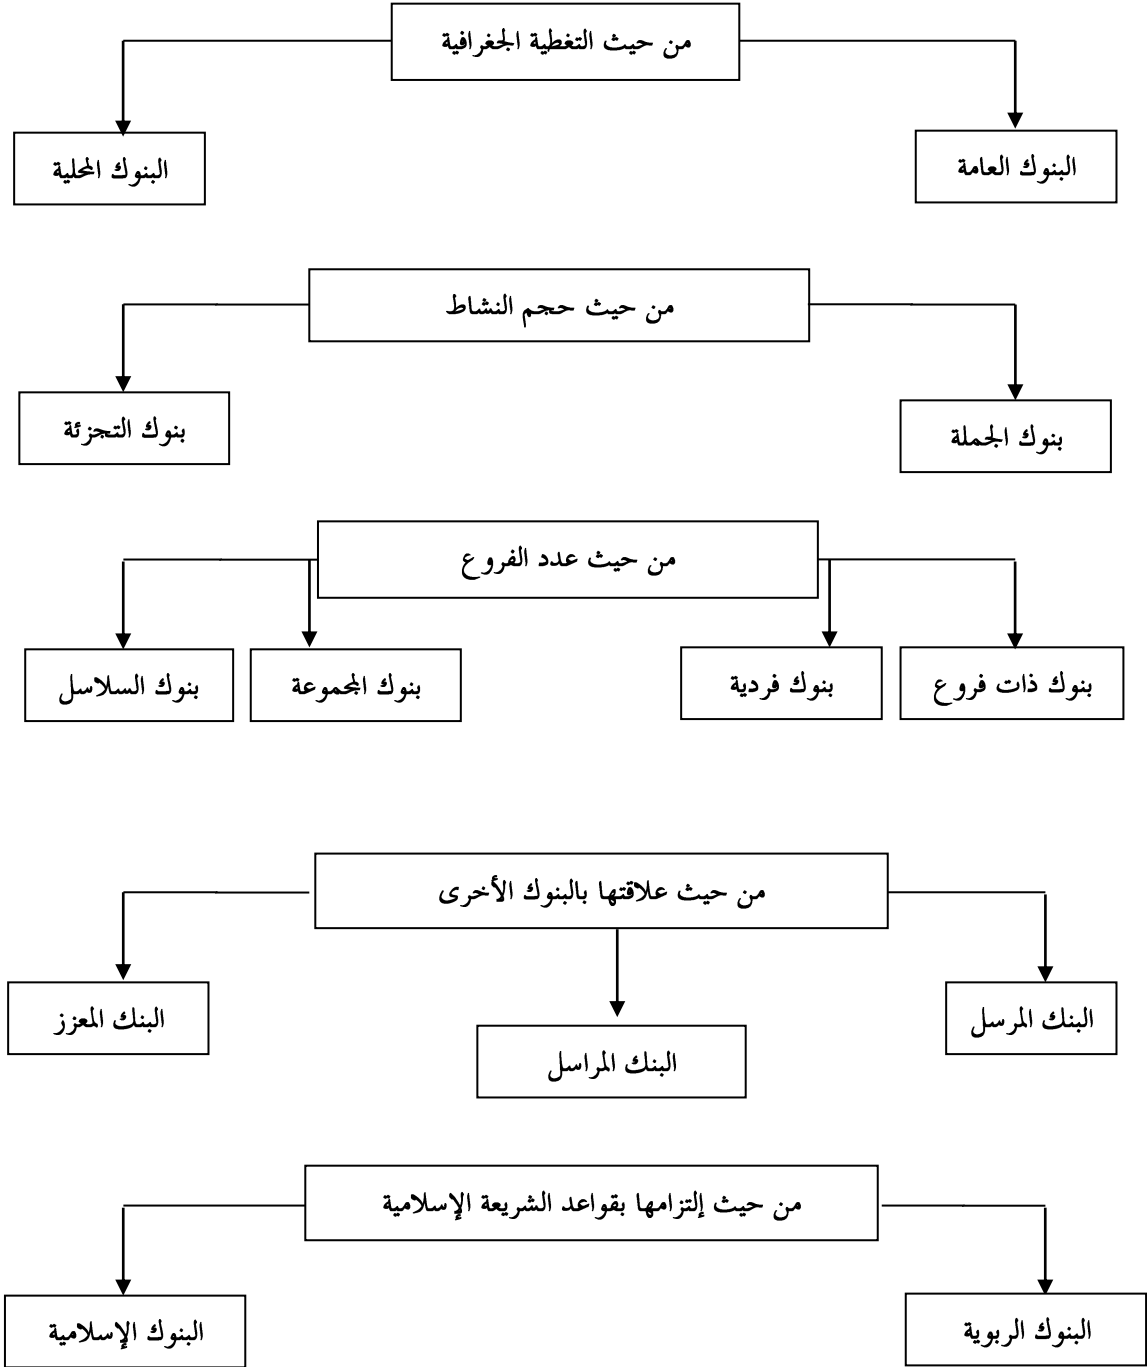 من حيث التغطية الجغرافية
البنوك العامة
البنوك المحلية
من حيث حجم النشاط
بنوك الجملة
بنوك التجزئة
من حيث عدد الفروع
بنوك ذات فروع
بنوك فردية
بنوك المجموعة
بنوك السلاسل
من حيث علاقتها بالبنوك الأخرى
البنك المرسل
البنك المراسل
البنك المعزز
من حيث إلتزامها بقواعد الشريعة الإسلامية
البنوك الربوية
البنوك الإسلامية